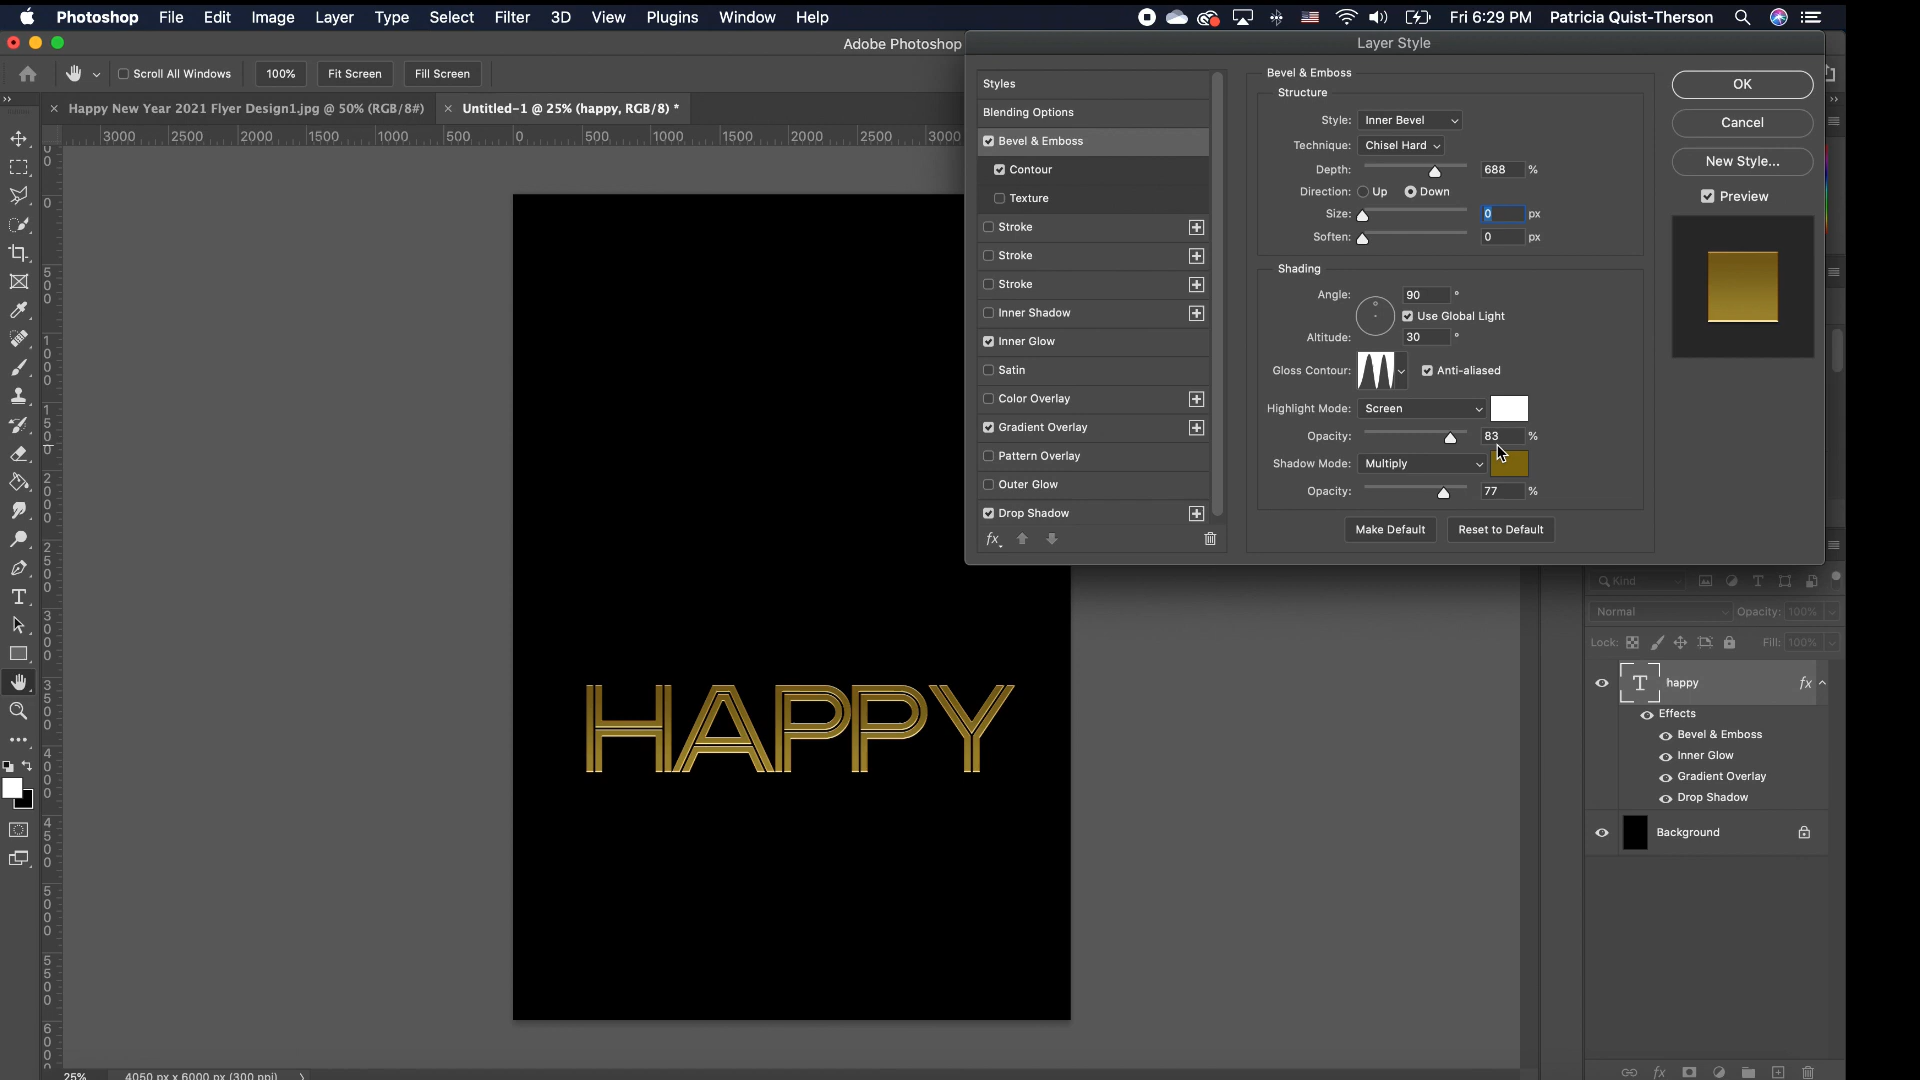 Photoshop File Edit Image Layer Type Select Filter 3D View Plugins Window Help Fri 6:29 PM Patricia Quist-Therson
Adobe Photoshop
Layer Style
Scroll All Windows 100% Fit Screen Fill Screen
Happy New Year 2021 Flyer Design1.jpg @ 50% (RGB/8#) Untitled-1 @ 25% (happy, RGB/8) *
3000 2500 2000 1500 1000 500 0 500 1000 1500 2000 2500 3000
Styles
Blending Options
Bevel & Emboss
Contour
Texture
Stroke
Stroke
Stroke
Inner Shadow
Inner Glow
Satin
Color Overlay
Gradient Overlay
Pattern Overlay
Outer Glow
Drop Shadow
fx
Bevel & Emboss
Structure
Style: Inner Bevel
Technique: Chisel Hard
Depth: 688 %
Direction: Up Down
Size: 0 px
Soften: 0 px
Shading
Angle: 90 °
Use Global Light
Altitude: 30 °
Gloss Contour: Anti-aliased
Highlight Mode: Screen
Opacity: 83 %
Shadow Mode: Multiply
Opacity: 77 %
Make Default Reset to Default
OK
Cancel
New Style...
Preview
HAPPY
Kind
Normal Opacity: 100%
Lock: Fill: 100%
T happy fx
Effects
Bevel & Emboss
Inner Glow
Gradient Overlay
Drop Shadow
Background
25% 4050 px x 6000 px (300 ppi)
fx